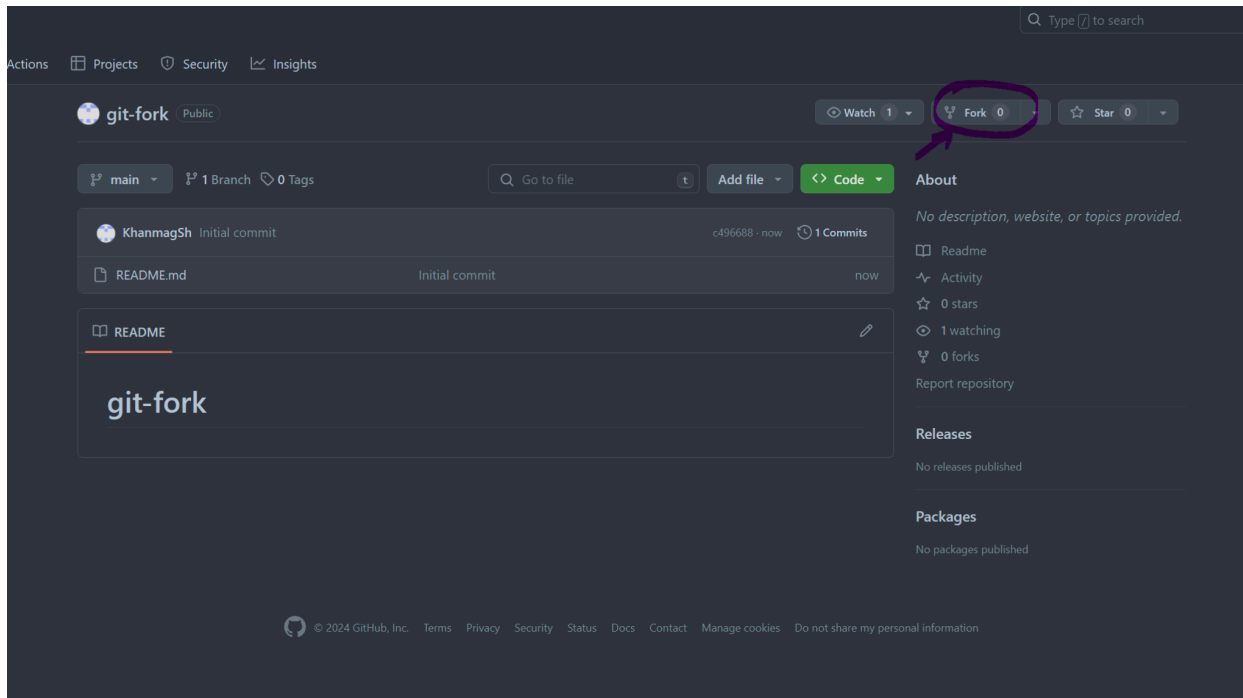 Type / to search
Actions Projects Security Insights
git-fork Public
Watch 1 Fork 0 Star 0
main 1 Branch 0 Tags Go to file t Add file Code
About
No description, website, or topics provided.
KhanmagSh Initial commit c496688 · now 1 Commits
README.md Initial commit now
Readme
Activity
0 stars
1 watching
0 forks
Report repository
README
git-fork
Releases
No releases published
Packages
No packages published
© 2024 GitHub, Inc. Terms Privacy Security Status Docs Contact Manage cookies Do not share my personal information